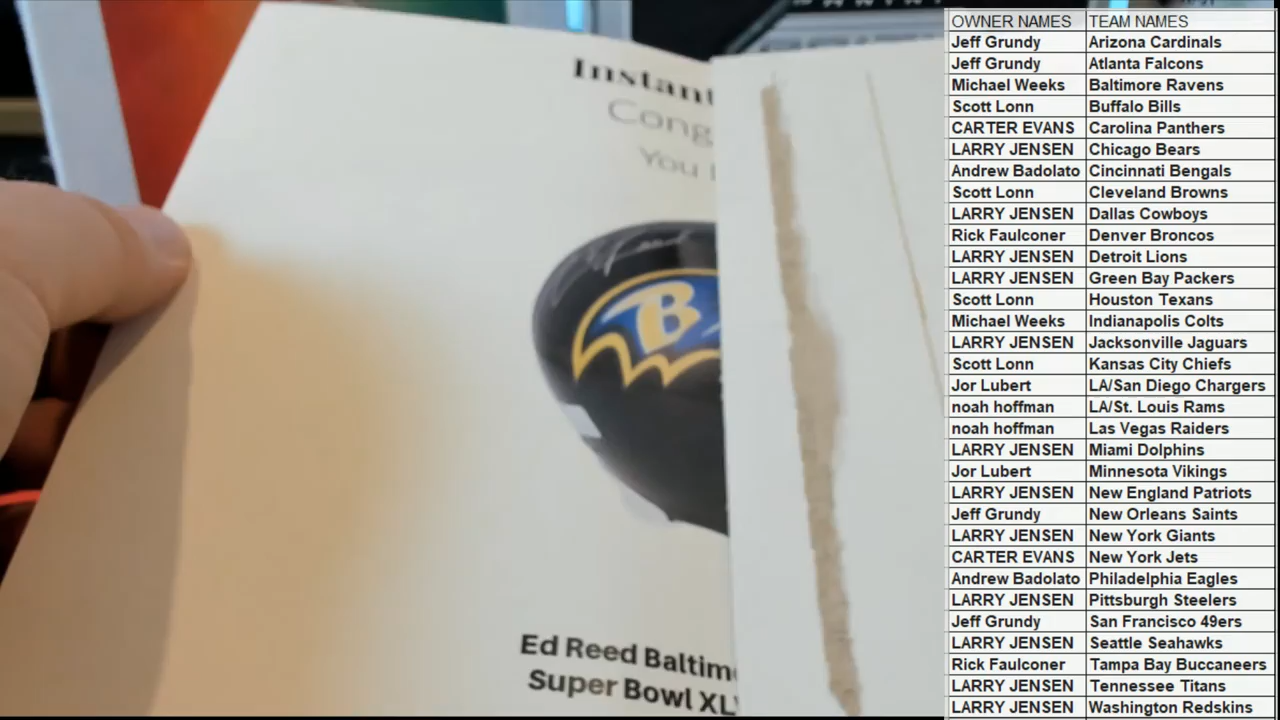 Instant
Cong
You
B
Ed Reed Baltim
Super Bowl XL
OWNER NAMES TEAM NAMES
Jeff Grundy Arizona Cardinals
Jeff Grundy Atlanta Falcons
Michael Weeks Baltimore Ravens
Scott Lonn Buffalo Bills
CARTER EVANS Carolina Panthers
LARRY JENSEN Chicago Bears
Andrew Badolato Cincinnati Bengals
Scott Lonn Cleveland Browns
LARRY JENSEN Dallas Cowboys
Rick Faulconer Denver Broncos
LARRY JENSEN Detroit Lions
LARRY JENSEN Green Bay Packers
Scott Lonn Houston Texans
Michael Weeks Indianapolis Colts
LARRY JENSEN Jacksonville Jaguars
Scott Lonn Kansas City Chiefs
Jor Lubert LA/San Diego Chargers
noah hoffman LA/St. Louis Rams
noah hoffman Las Vegas Raiders
LARRY JENSEN Miami Dolphins
Jor Lubert Minnesota Vikings
LARRY JENSEN New England Patriots
Jeff Grundy New Orleans Saints
LARRY JENSEN New York Giants
CARTER EVANS New York Jets
Andrew Badolato Philadelphia Eagles
LARRY JENSEN Pittsburgh Steelers
Jeff Grundy San Francisco 49ers
LARRY JENSEN Seattle Seahawks
Rick Faulconer Tampa Bay Buccaneers
LARRY JENSEN Tennessee Titans
LARRY JENSEN Washington Redskins